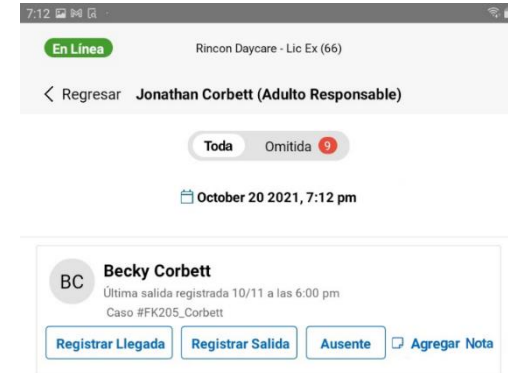 7:12
En Línea Rincon Daycare - Lic Ex (66)
Regresar Jonathan Corbett (Adulto Responsable)
Toda Omitida 9
October 20 2021, 7:12 pm
BC Becky Corbett
Última salida registrada 10/11 a las 6:00 pm
Caso #FK205_Corbett
Registrar Llegada Registrar Salida Ausente Agregar Nota